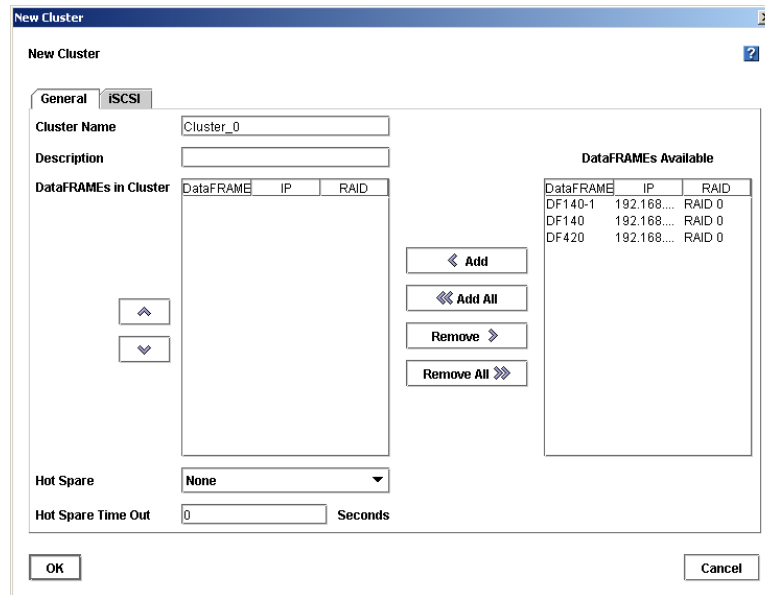 New Cluster
New Cluster
General iSCSI
Cluster Name Cluster_0
Description
DataFRAMEs Available
DataFRAMEs in Cluster DataFRAME IP RAID
DataFRAME IP RAID
DF140-1 192.168.... RAID 0
DF140 192.168.... RAID 0
DF420 192.168.... RAID 0
Add
Add All
Remove
Remove All
Hot Spare None
Hot Spare Time Out 0 Seconds
OK Cancel